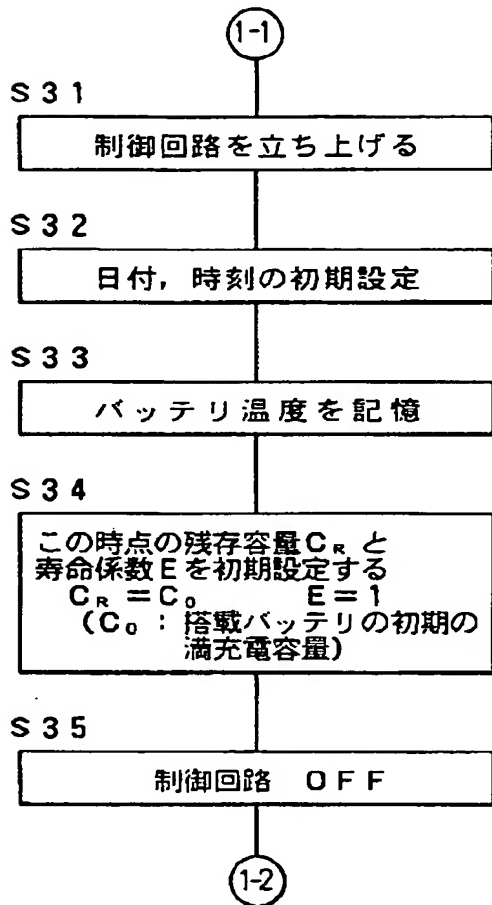 1-1
S31
制御回路を立ち上げる
S32
日付,時刻の初期設定
S33
バッテリ温度を記憶
S34
この時点の残存容量CRと
寿命係数Eを初期設定する
CR=C0 E=1
(C0:搭載バッテリの初期の
満充電容量)
S35
制御回路 OFF
1-2